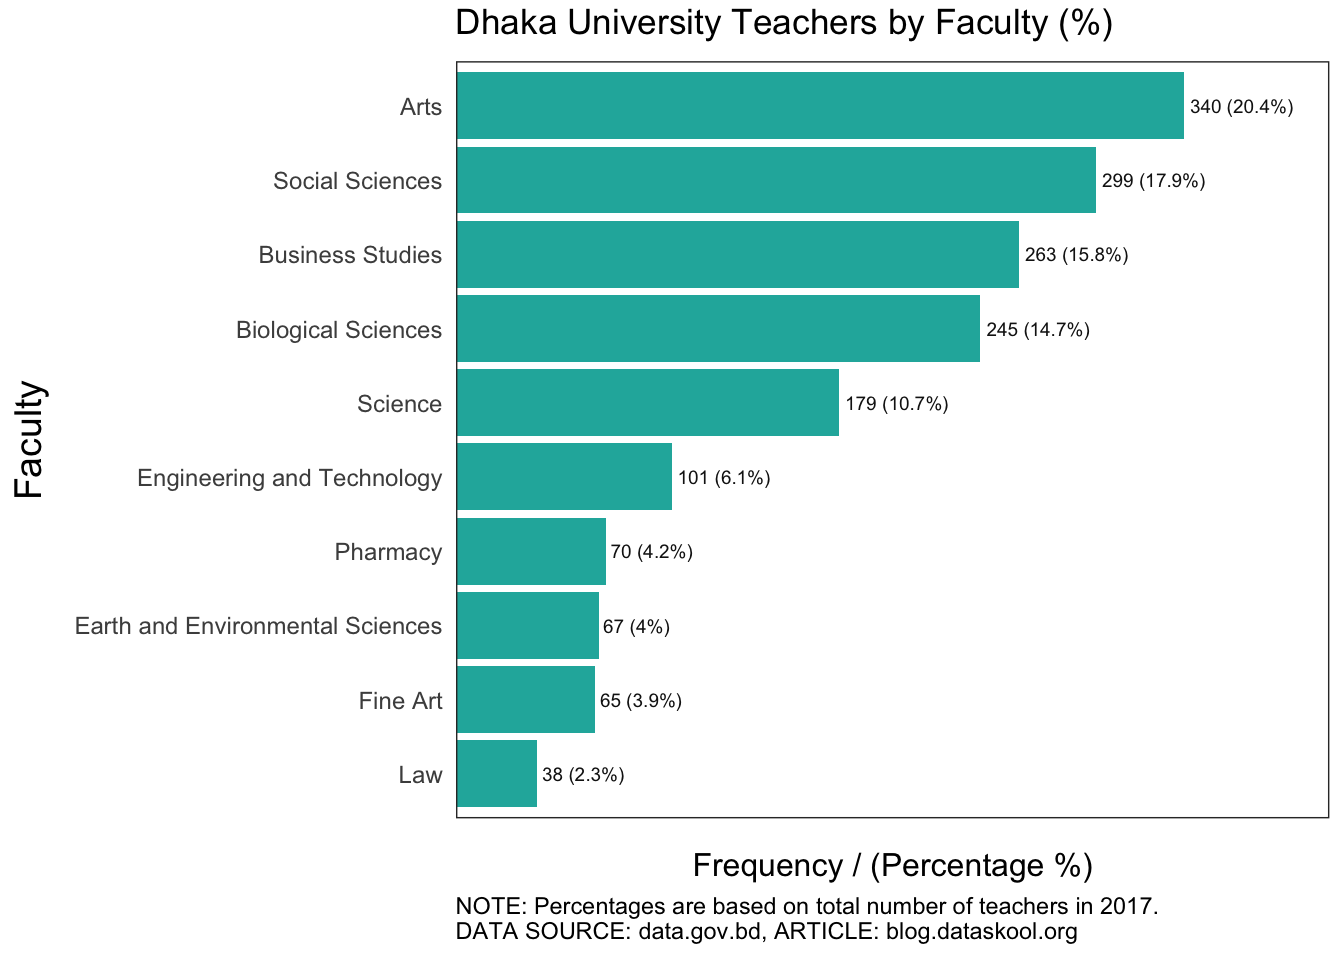 Dhaka University Teachers by Faculty (%)
Faculty
Arts 340 (20.4%)
Social Sciences 299 (17.9%)
Business Studies 263 (15.8%)
Biological Sciences 245 (14.7%)
Science 179 (10.7%)
Engineering and Technology 101 (6.1%)
Pharmacy 70 (4.2%)
Earth and Environmental Sciences 67 (4%)
Fine Art 65 (3.9%)
Law 38 (2.3%)
Frequency / (Percentage %)
NOTE: Percentages are based on total number of teachers in 2017.
DATA SOURCE: data.gov.bd, ARTICLE: blog.dataskool.org